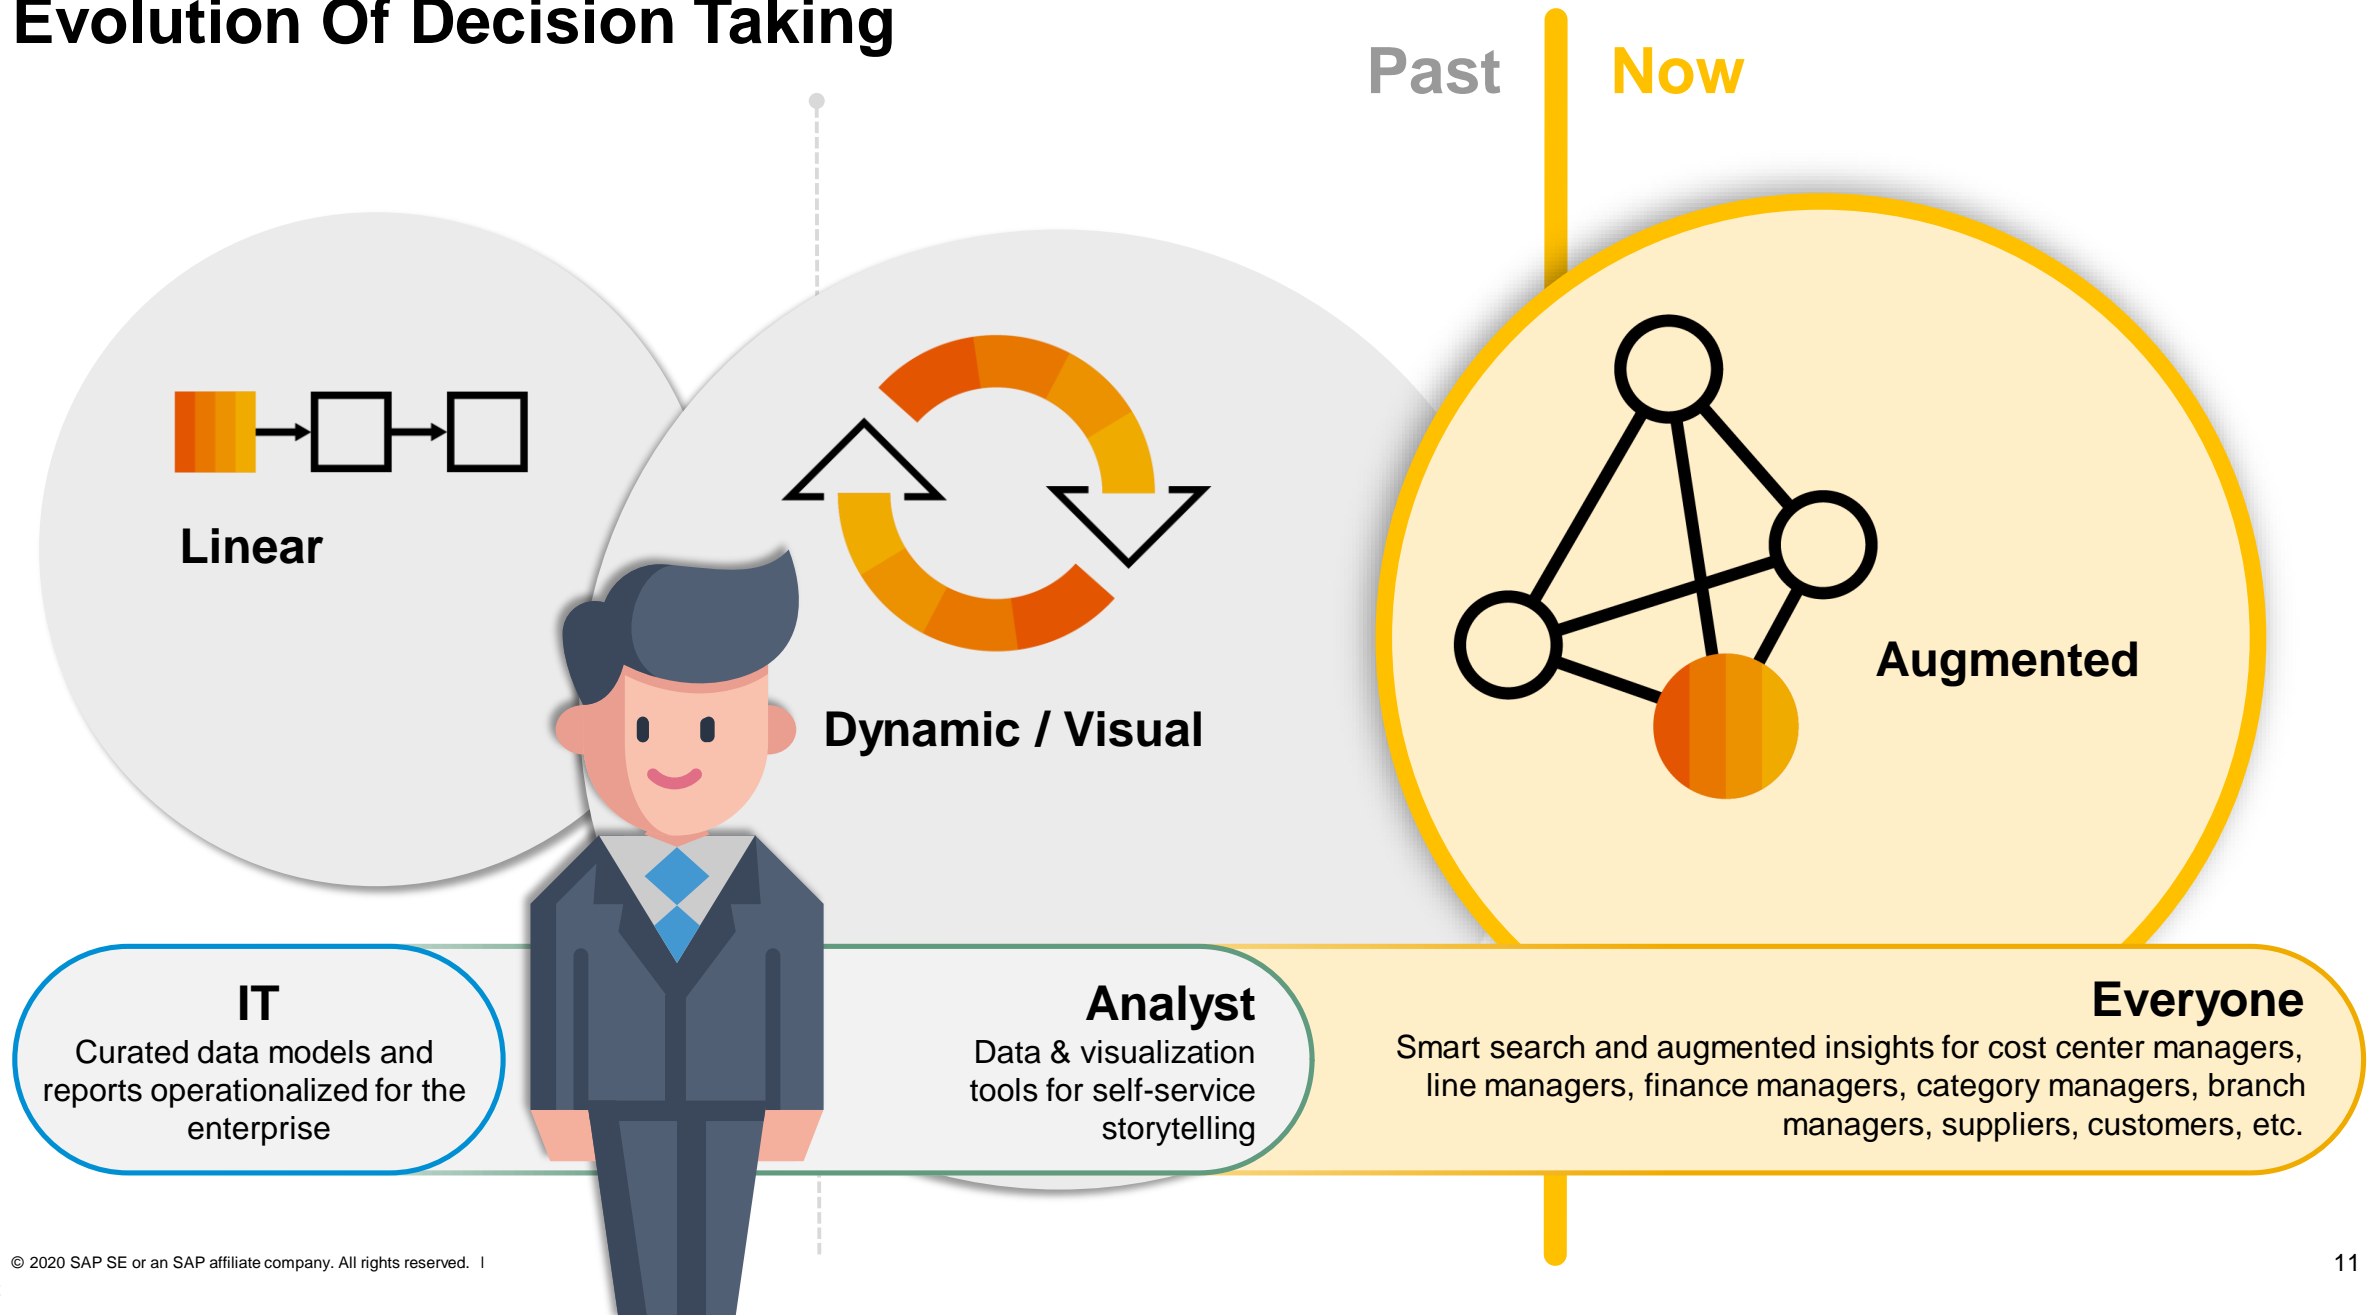 Evolution Of Decision Taking
Past
Now
Linear
Dynamic / Visual
Augmented
IT
Curated data models and
reports operationalized for the
enterprise
Analyst
Data & visualization
tools for self-service
storytelling
Everyone
Smart search and augmented insights for cost center managers,
line managers, finance managers, category managers, branch
managers, suppliers, customers, etc.
© 2020 SAP SE or an SAP affiliate company. All rights reserved. ǀ
11